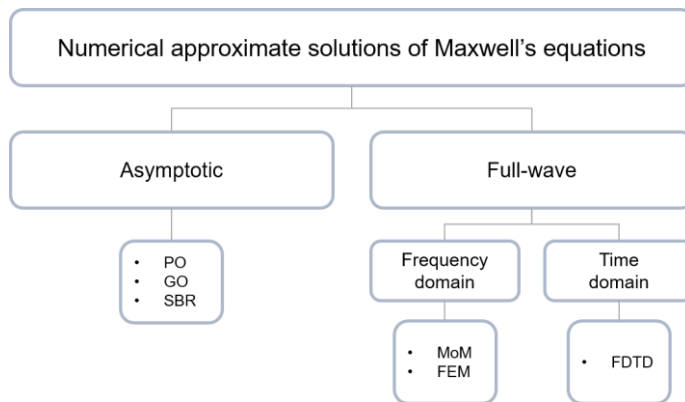 Numerical approximate solutions of Maxwell's equations
Asymptotic
Full-wave
• PO
• GO
• SBR
Frequency
domain
Time
domain
• MoM
• FEM
• FDTD